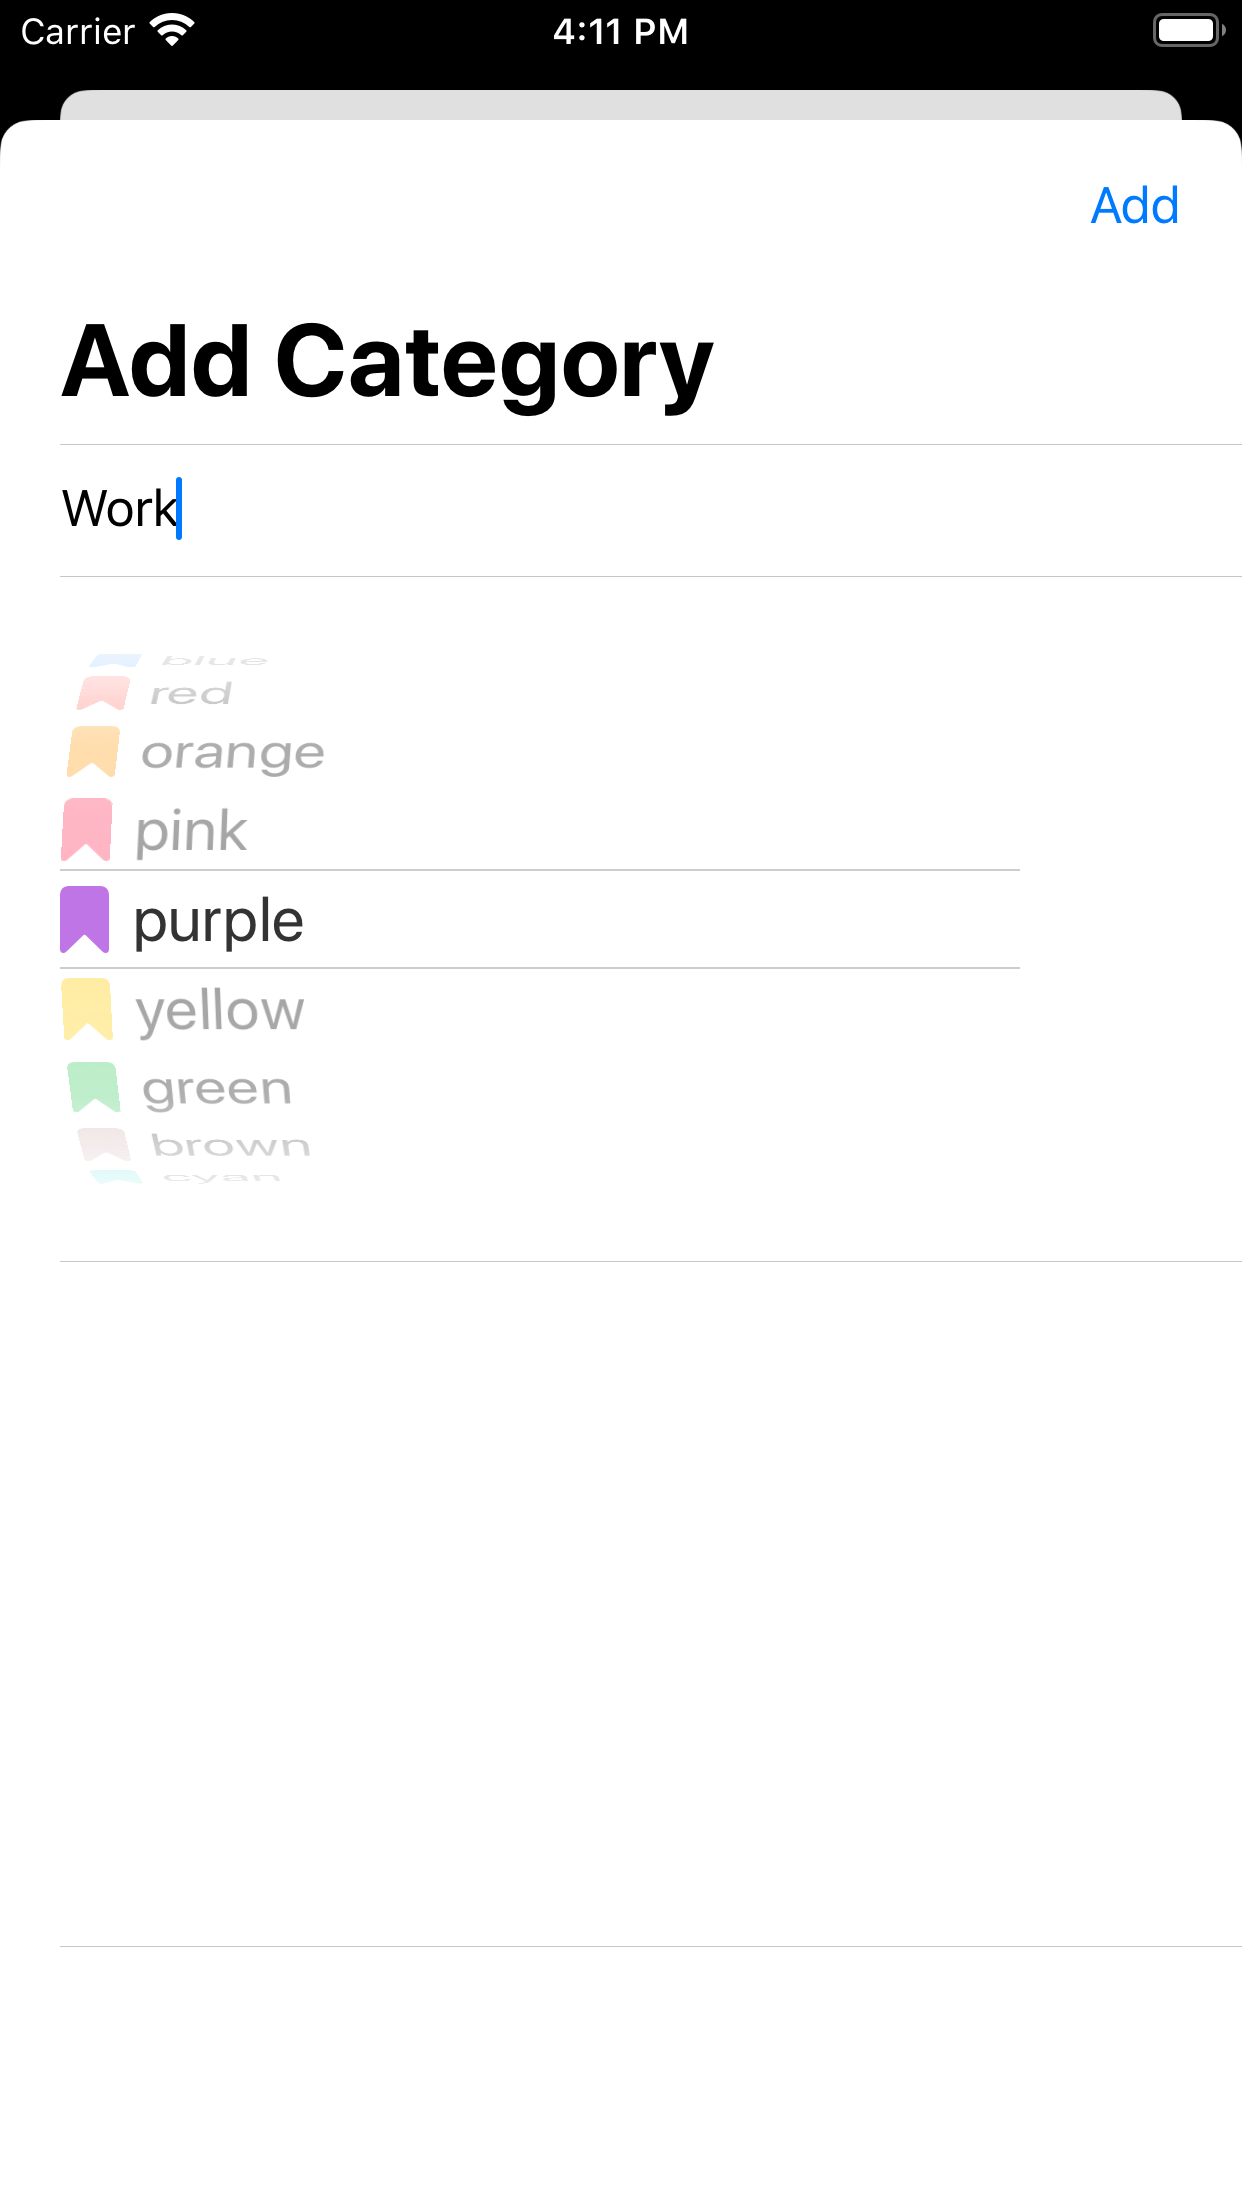 Carrier 4:11 PM
Add
Add Category
Work
blue
red
orange
pink
purple
yellow
green
brown
cyan